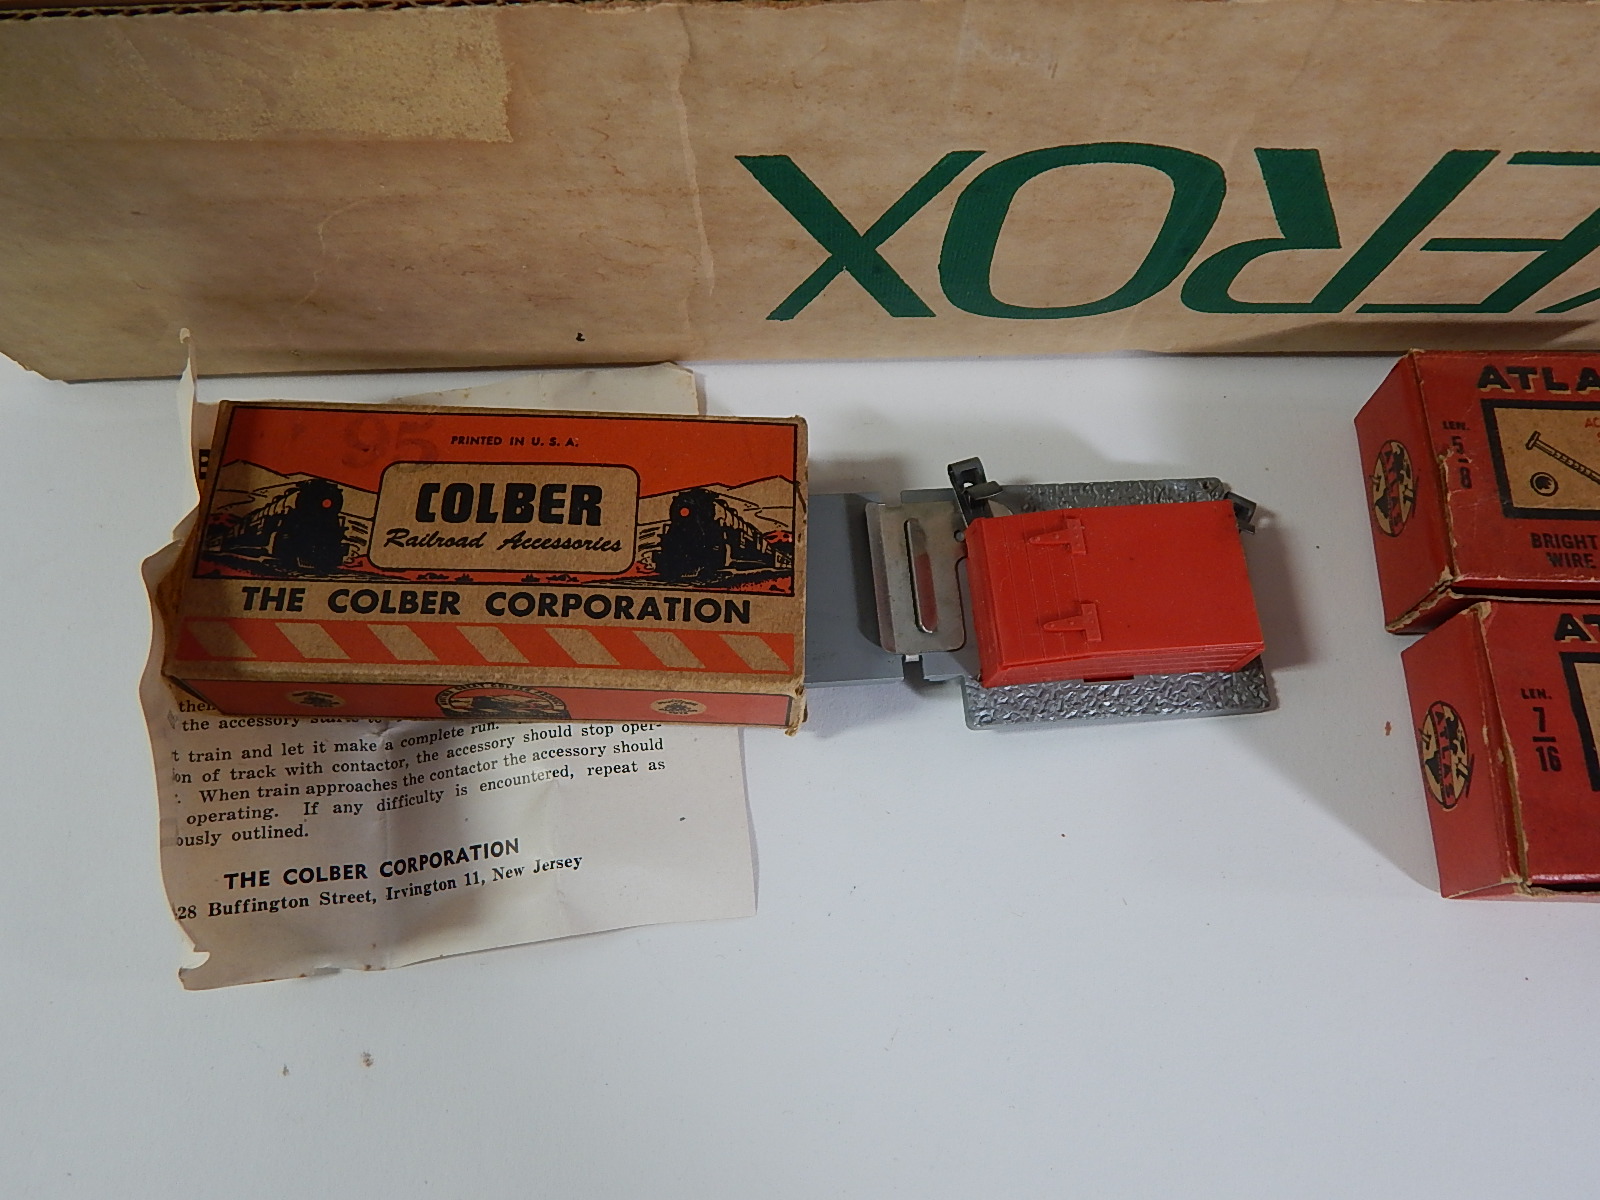 XEROX
95
PRINTED IN U. S. A.
COLBER
Railroad Accessories
THE COLBER CORPORATION
the accessory starts to
train and let it make a complete run.
of track with contactor, the accessory should stop oper-
When train approaches the contactor the accessory should
operating. If any difficulty is encountered, repeat as
outlined.
THE COLBER CORPORATION
28 Buffington Street, Irvington 11, New Jersey
ATLA
LEN.
5
8
BRIGHT
WIRE
AT
LEN.
7
16